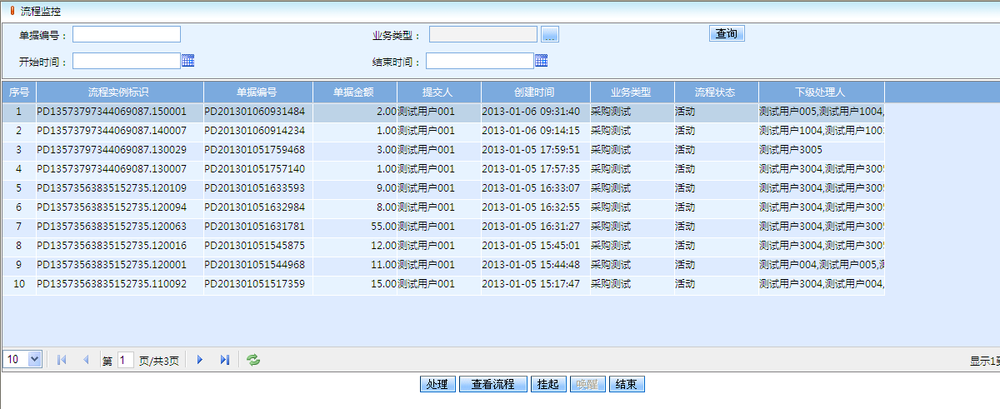 流程监控
单据编号： 业务类型： ... 查询
开始时间： 结束时间：
序号 流程实例标识 单据编号 单据金额 提交人 创建时间 业务类型 流程状态 下级处理人
1 PD13573797344069087.150001 PD201301060931484 2.00 测试用户001 2013-01-06 09:31:40 采购测试 活动 测试用户005,测试用户1004,
2 PD13573797344069087.140007 PD201301060914234 1.00 测试用户001 2013-01-06 09:14:15 采购测试 活动 测试用户1004,测试用户100
3 PD13573797344069087.130029 PD201301051759468 3.00 测试用户001 2013-01-05 17:59:51 采购测试 活动 测试用户3005
4 PD13573797344069087.130007 PD201301051757140 1.00 测试用户001 2013-01-05 17:57:35 采购测试 活动 测试用户3004,测试用户3005
5 PD13573563835152735.120109 PD201301051633593 9.00 测试用户001 2013-01-05 16:33:07 采购测试 活动 测试用户3004,测试用户3005
6 PD13573563835152735.120094 PD201301051632984 8.00 测试用户001 2013-01-05 16:32:55 采购测试 活动 测试用户3004,测试用户3005
7 PD13573563835152735.120063 PD201301051631781 55.00 测试用户001 2013-01-05 16:31:27 采购测试 活动 测试用户3004,测试用户3005
8 PD13573563835152735.120016 PD201301051545875 12.00 测试用户001 2013-01-05 15:45:01 采购测试 活动 测试用户3004,测试用户3005
9 PD13573563835152735.120001 PD201301051544968 11.00 测试用户001 2013-01-05 15:44:48 采购测试 活动 测试用户004,测试用户005,
10 PD13573563835152735.110092 PD201301051517359 15.00 测试用户001 2013-01-05 15:17:47 采购测试 活动 测试用户3004,测试用户004,
10 第 1 页/共3页 显示1
处理 查看流程 挂起 唤醒 结束